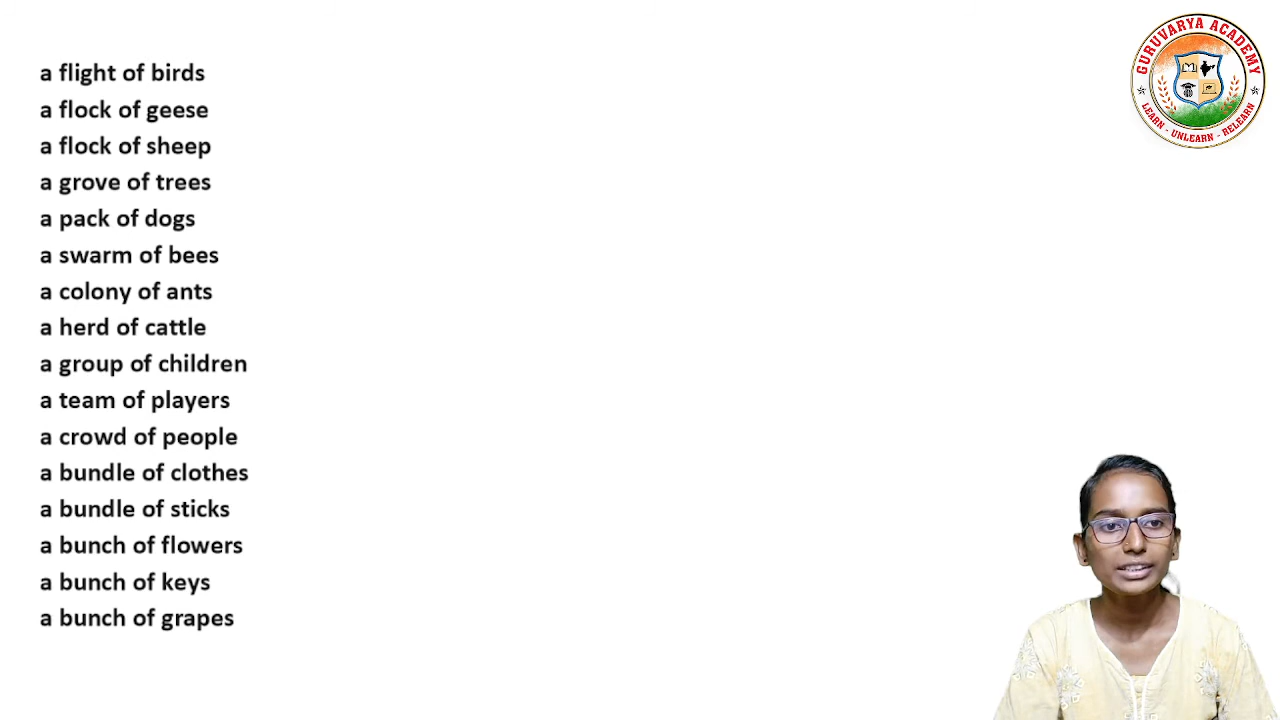 a flight of birds
a flock of geese
a flock of sheep
a grove of trees
a pack of dogs
a swarm of bees
a colony of ants
a herd of cattle
a group of children
a team of players
a crowd of people
a bundle of clothes
a bundle of sticks
a bunch of flowers
a bunch of keys
a bunch of grapes
GURUVARYA ACADEMY
LEARN - UNLEARN - RELEARN